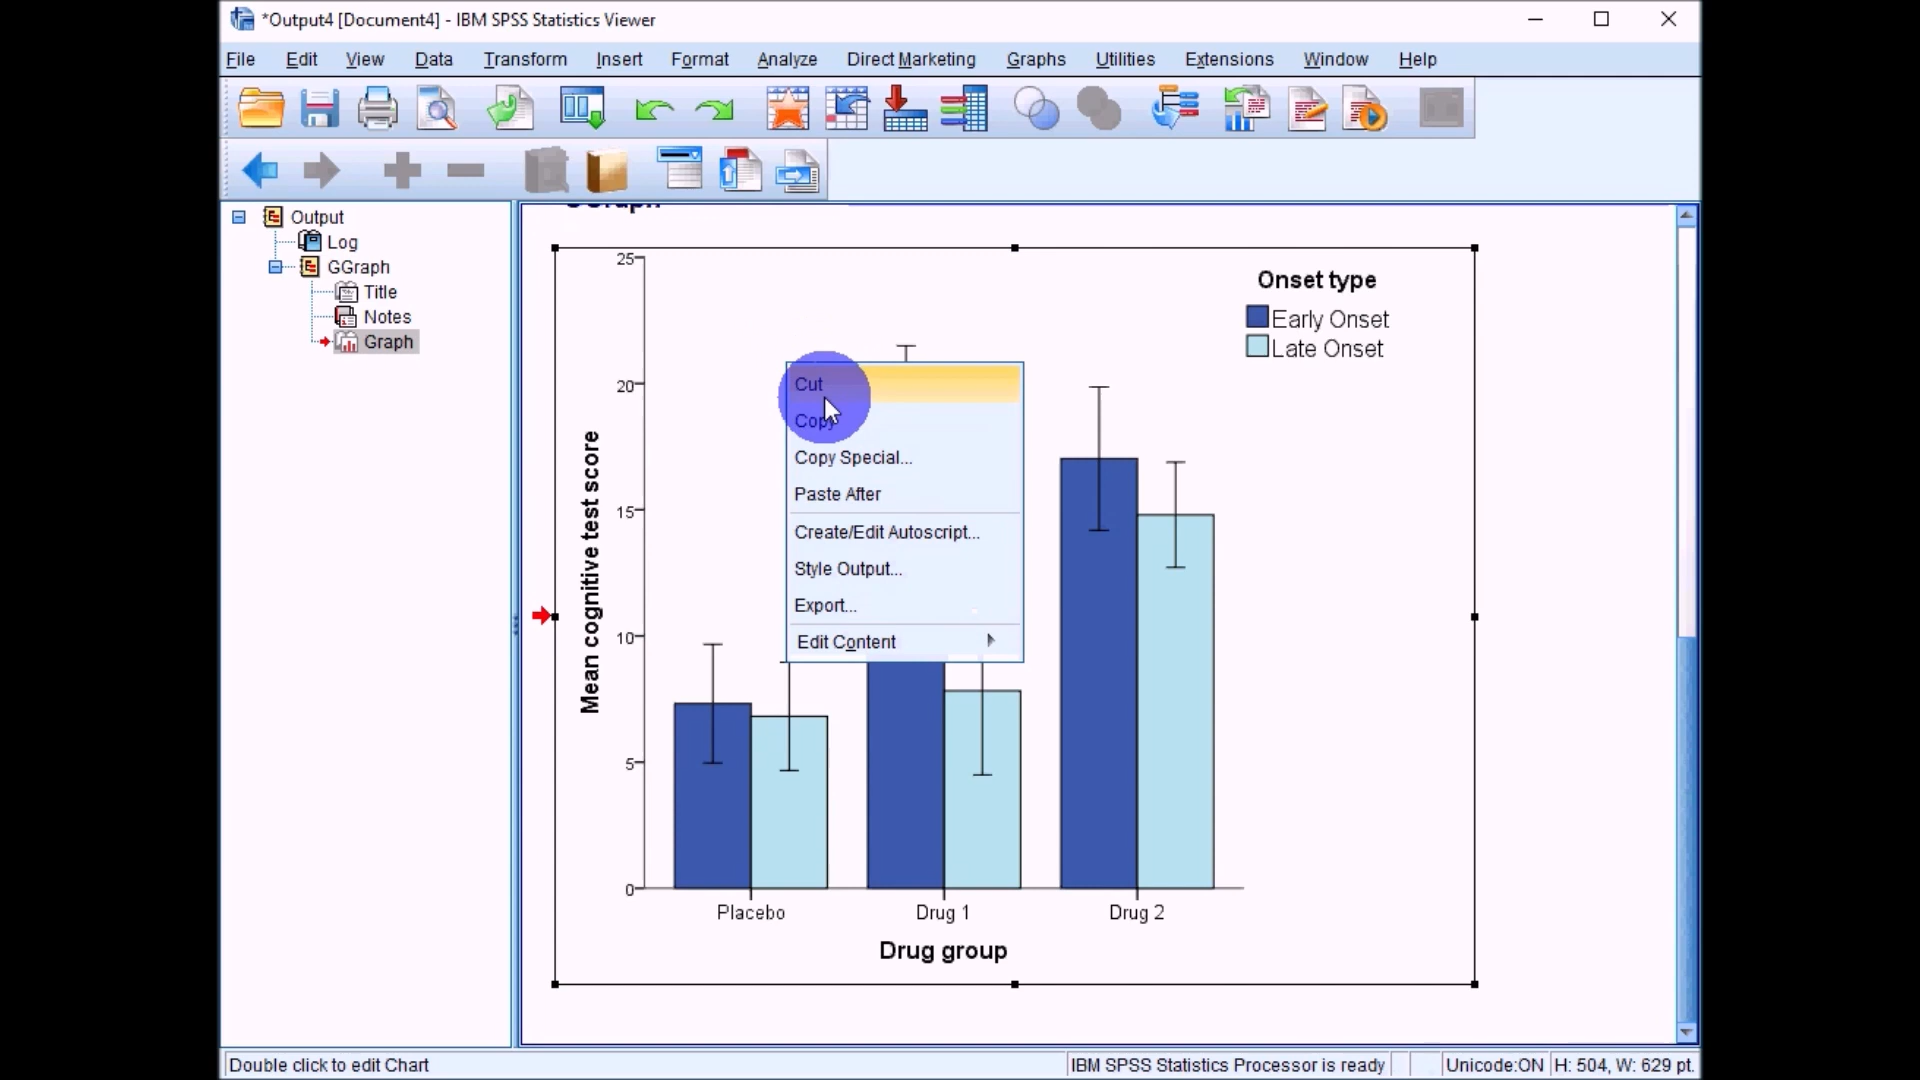 *Output4 [Document4] - IBM SPSS Statistics Viewer
File Edit View Data Transform Insert Format Analyze Direct Marketing Graphs Utilities Extensions Window Help
Output
Log
GGraph
Title
Notes
Graph
GGraph
25
20
15
10
5
0
Mean cognitive test score
Onset type
Early Onset
Late Onset
Cut
Copy
Copy Special...
Paste After
Create/Edit Autoscript...
Style Output...
Export...
Edit Content
Placebo Drug 1 Drug 2
Drug group
Double click to edit Chart IBM SPSS Statistics Processor is ready Unicode:ON H: 504, W: 629 pt.